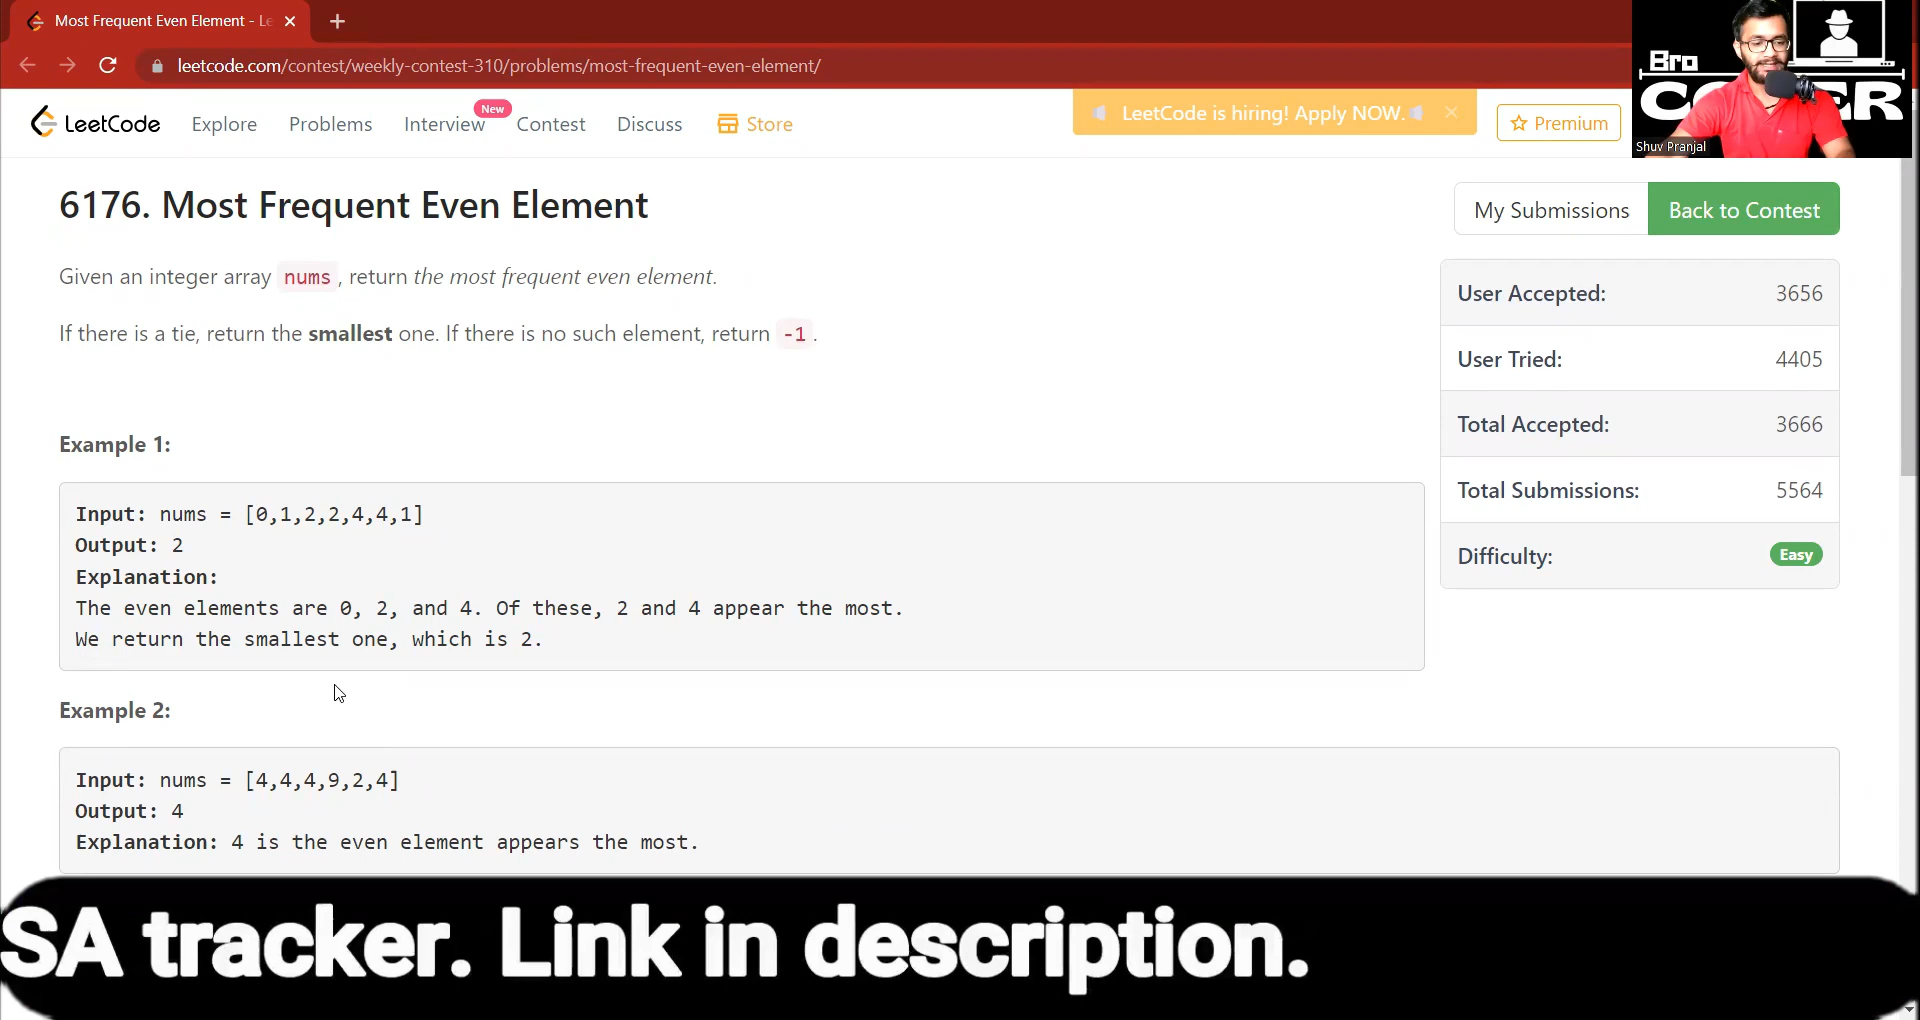 Most Frequent Even Element - Le
leetcode.com/contest/weekly-contest-310/problems/most-frequent-even-element/
LeetCode
Explore
Problems
Interview
New
Contest
Discuss
Store
LeetCode is hiring! Apply NOW.
Premium
Bro
CODER
Shuv Pranjal
6176. Most Frequent Even Element
My Submissions
Back to Contest
Given an integer array nums, return the most frequent even element.
If there is a tie, return the smallest one. If there is no such element, return -1.
User Accepted: 3656
User Tried: 4405
Total Accepted: 3666
Total Submissions: 5564
Difficulty: Easy
Example 1:
Input: nums = [0,1,2,2,4,4,1]
Output: 2
Explanation:
The even elements are 0, 2, and 4. Of these, 2 and 4 appear the most.
We return the smallest one, which is 2.
Example 2:
Input: nums = [4,4,4,9,2,4]
Output: 4
Explanation: 4 is the even element appears the most.
SA tracker. Link in description.